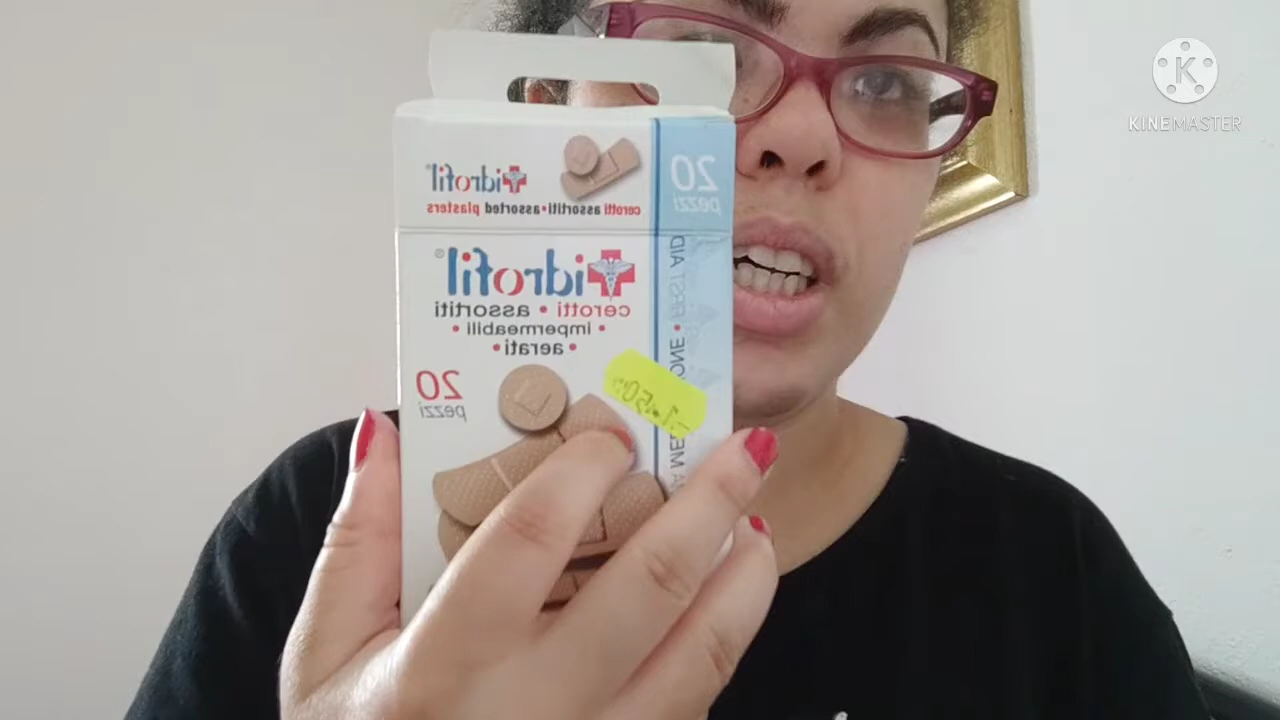 KINEMASTER
20
pezzi
idrofil®
cerotti assortiti • assorted plasters
idrofil®
cerotti • assortiti
• impermeabili •
• aerati •
20
pezzi
FIRST AID